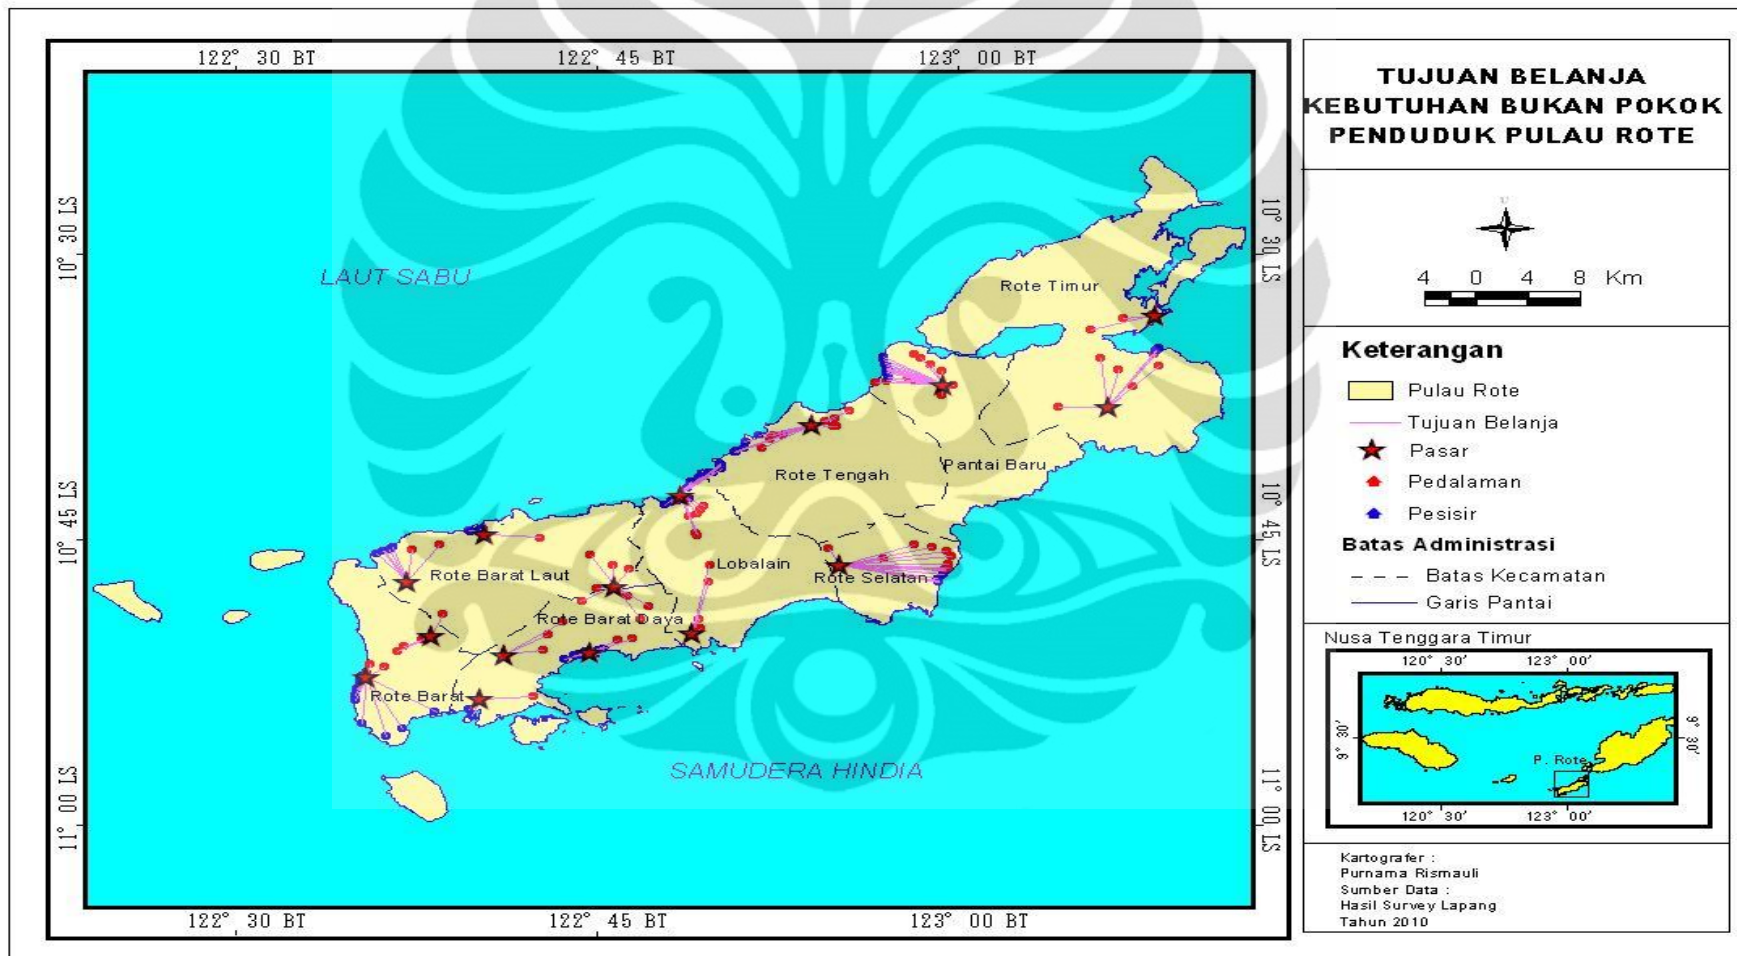 122° 30 BT
122° 45 BT
123° 00 BT
10° 30 LS
10° 30 LS
LAUT SABU
Rote Timur
Rote Tengah
Pantai Baru
10° 45 LS
10° 45 LS
Lobalain
Rote Selatan
Rote Barat Laut
Rote Barat Daya
Rote Barat
SAMUDERA HINDIA
11° 00 LS
11° 00 LS
122° 30 BT
122° 45 BT
123° 00 BT
TUJUAN BELANJA
KEBUTUHAN BUKAN POKOK
PENDUDUK PULAU ROTE
U
4 0 4 8 Km
Keterangan
Pulau Rote
Tujuan Belanja
Pasar
Pedalaman
Pesisir
Batas Administrasi
Batas Kecamatan
Garis Pantai
Nusa Tenggara Timur
120° 30' 123° 00'
9° 30'
9° 30'
P. Rote
120° 30' 123° 00'
Kartografer :
Purnama Rismauli
Sumber Data :
Hasil Survey Lapang
Tahun 2010